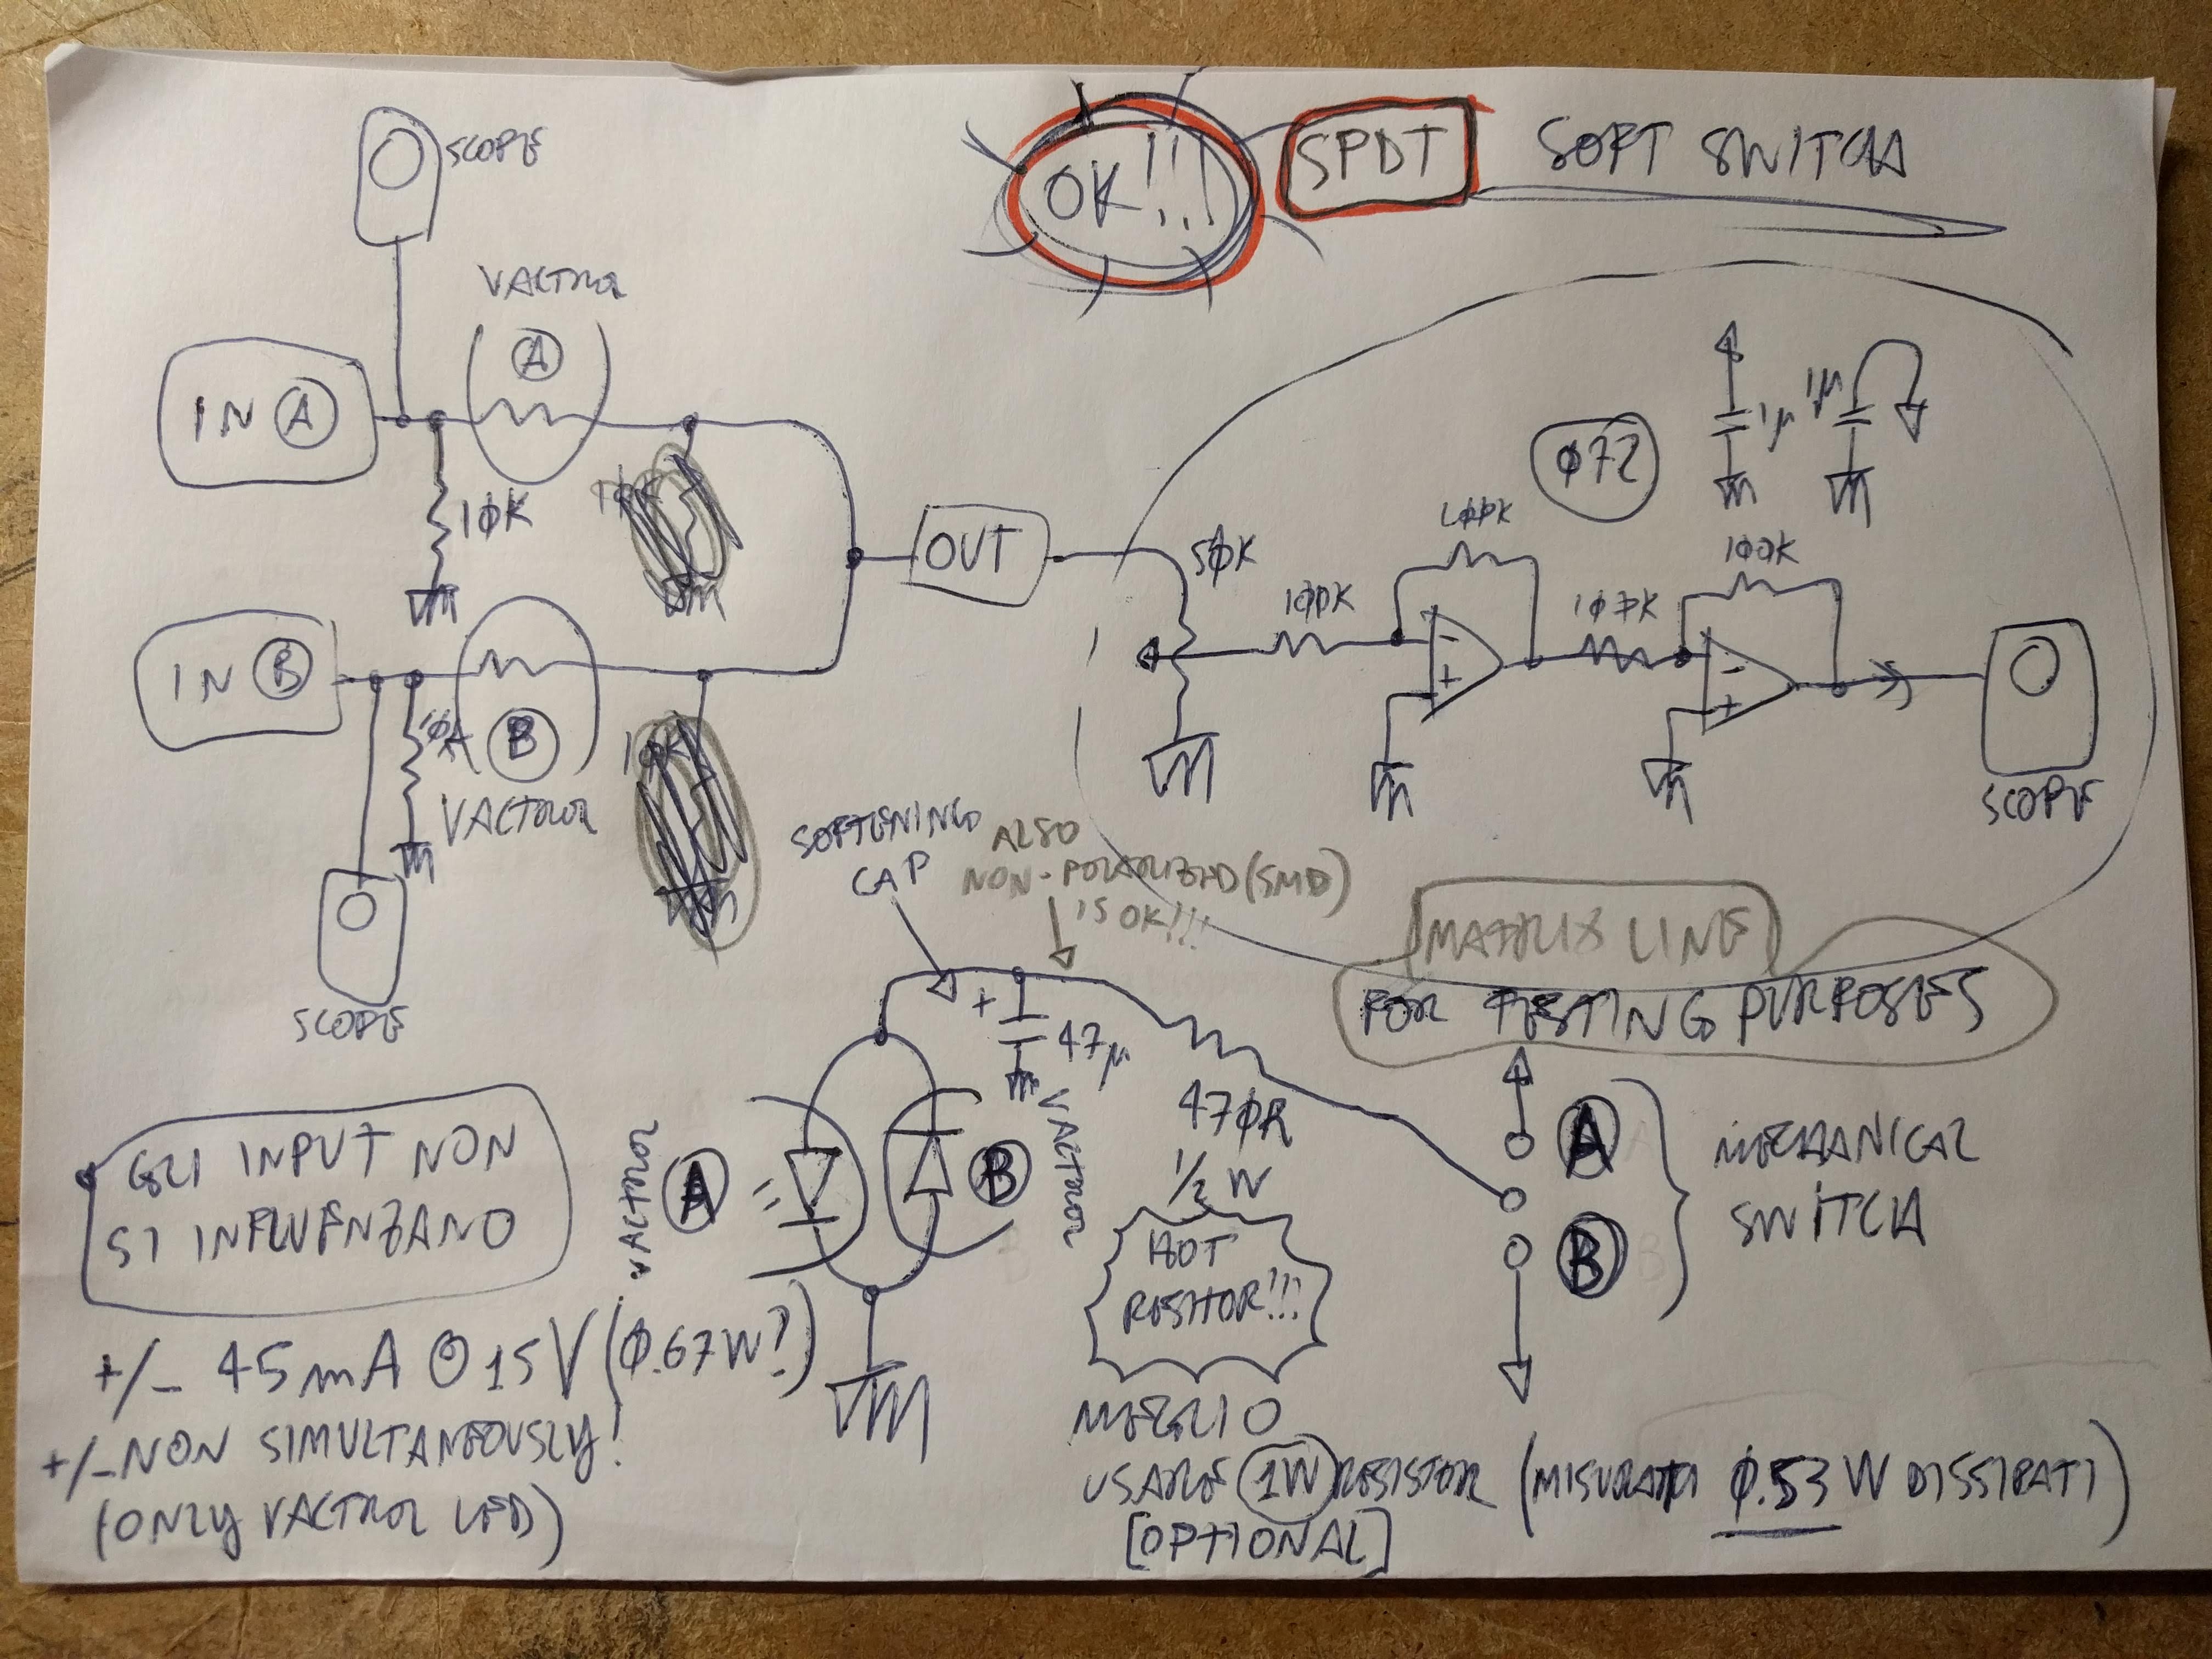 OK!!! SPDT SOFT SWITCH
SCOPE
VACTROL
A
IN A
10K
10K
IN B
10K
B
VACTROL
10K
SCOPE
OUT
50K
100K
100K
072
1µ
1µ
100K
100K
SCOPE
SOFTENING
CAP
ALSO
NON-POLARIZED (SMD)
IS OK!!!
MATRIX LINE
FOR TESTING PURPOSES
+
47µ
470R
1/2 W
HOT
RESITOR!!!
VACTROL
A
B
VACTROL
A
B
MECHANICAL
SWITCH
GLI INPUT NON
SI INFLUENZANO
+/- 45mA @ 15V (0.67W?)
+/- NON SIMULTANEOUSLY!
(ONLY VACTROL LED)
MEGLIO
USARE 1W RESISTOR (MISURATI 0.53 W DISSIPATI)
[OPTIONAL]